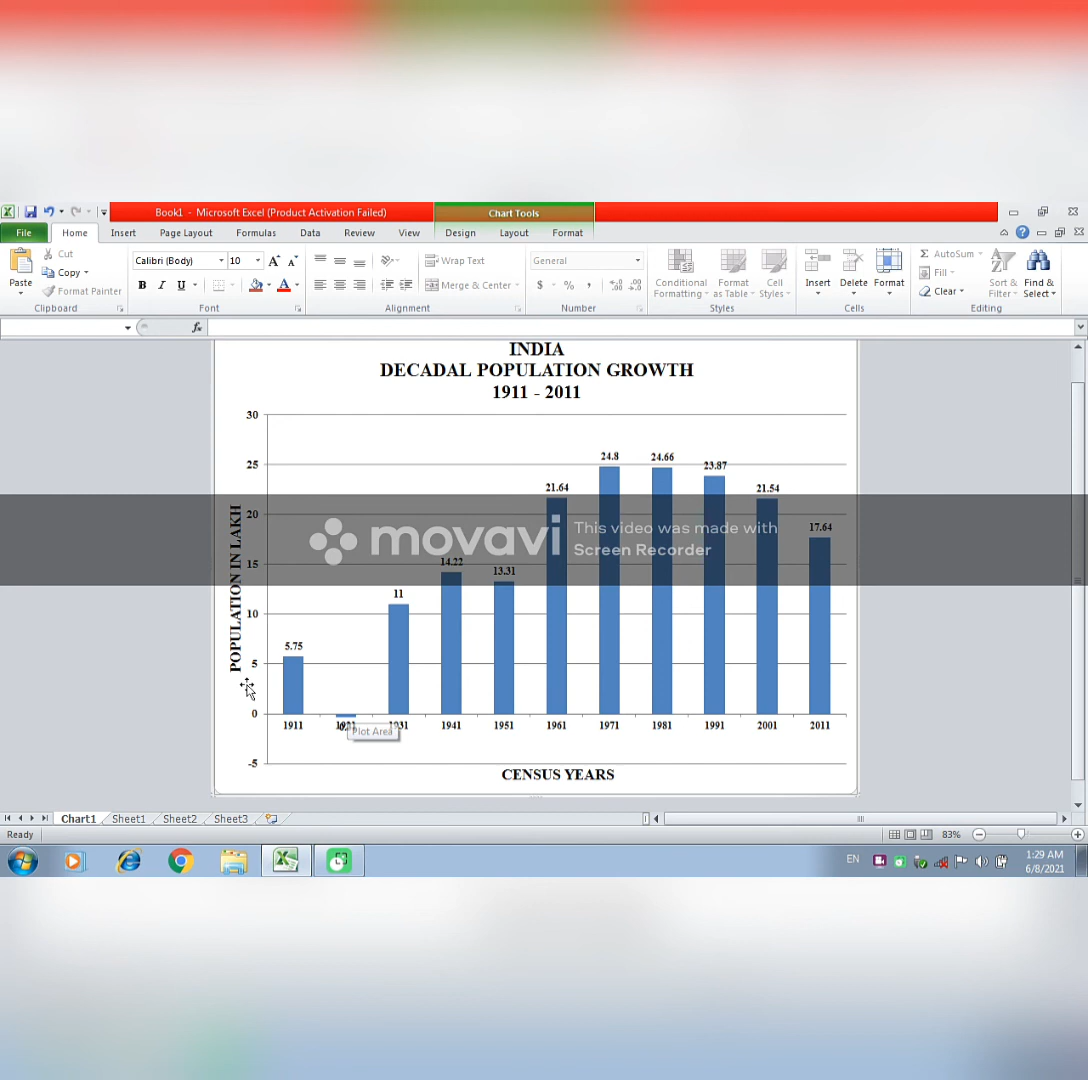 Book1 - Microsoft Excel (Product Activation Failed)
Chart Tools
File Home Insert Page Layout Formulas Data Review View Design Layout Format
Cut
Copy
Format Painter
Paste
Clipboard
Calibri (Body) 10 A A
B I U A
Font
Wrap Text
Merge & Center
Alignment
General
$ % ,
Number
Conditional Formatting
Format as Table
Cell Styles
Styles
Insert Delete Format
Cells
Σ AutoSum
Fill
Clear
Sort & Filter
Find & Select
Editing
fx
INDIA
DECADAL POPULATION GROWTH
1911 - 2011
30
25
20
15
10
5
0
-5
POPULATION IN LAKH
5.75
11
14.22
13.31
21.64
24.8
24.66
23.87
21.54
17.64
movavi
This video was made with
Screen Recorder
1911 1921 1931 1941 1951 1961 1971 1981 1991 2001 2011
Plot Area
CENSUS YEARS
Chart1 Sheet1 Sheet2 Sheet3
Ready
83%
EN
1:29 AM
6/8/2021